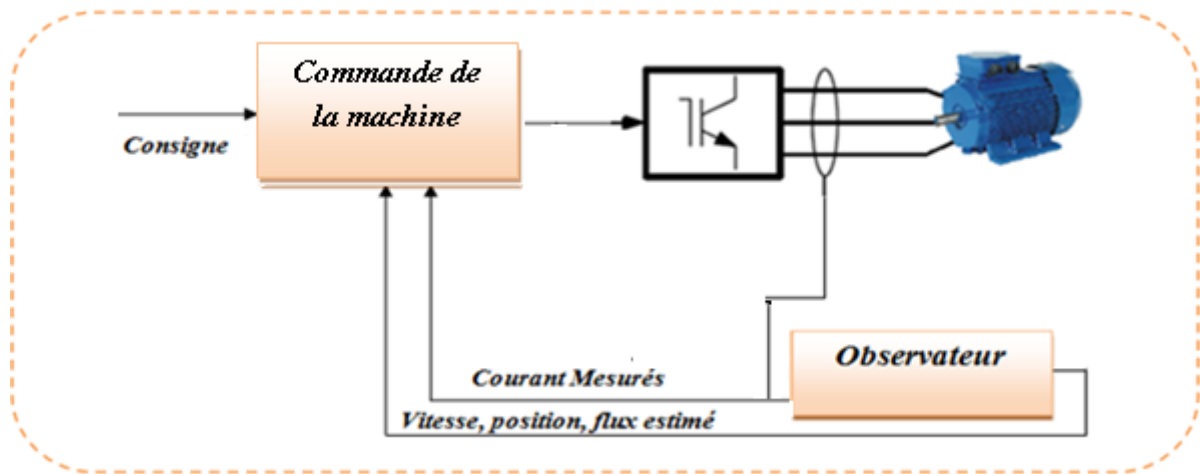 Commande de
la machine
Consigne
Observateur
Courant Mesurés
Vitesse, position, flux estimé